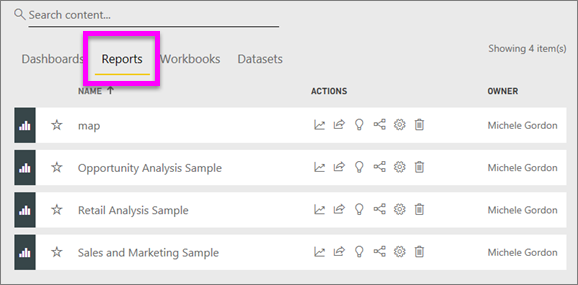 Search content...
Showing 4 item(s)
Dashboards Reports Workbooks Datasets
NAME ACTIONS OWNER
map Michele Gordon
Opportunity Analysis Sample Michele Gordon
Retail Analysis Sample Michele Gordon
Sales and Marketing Sample Michele Gordon